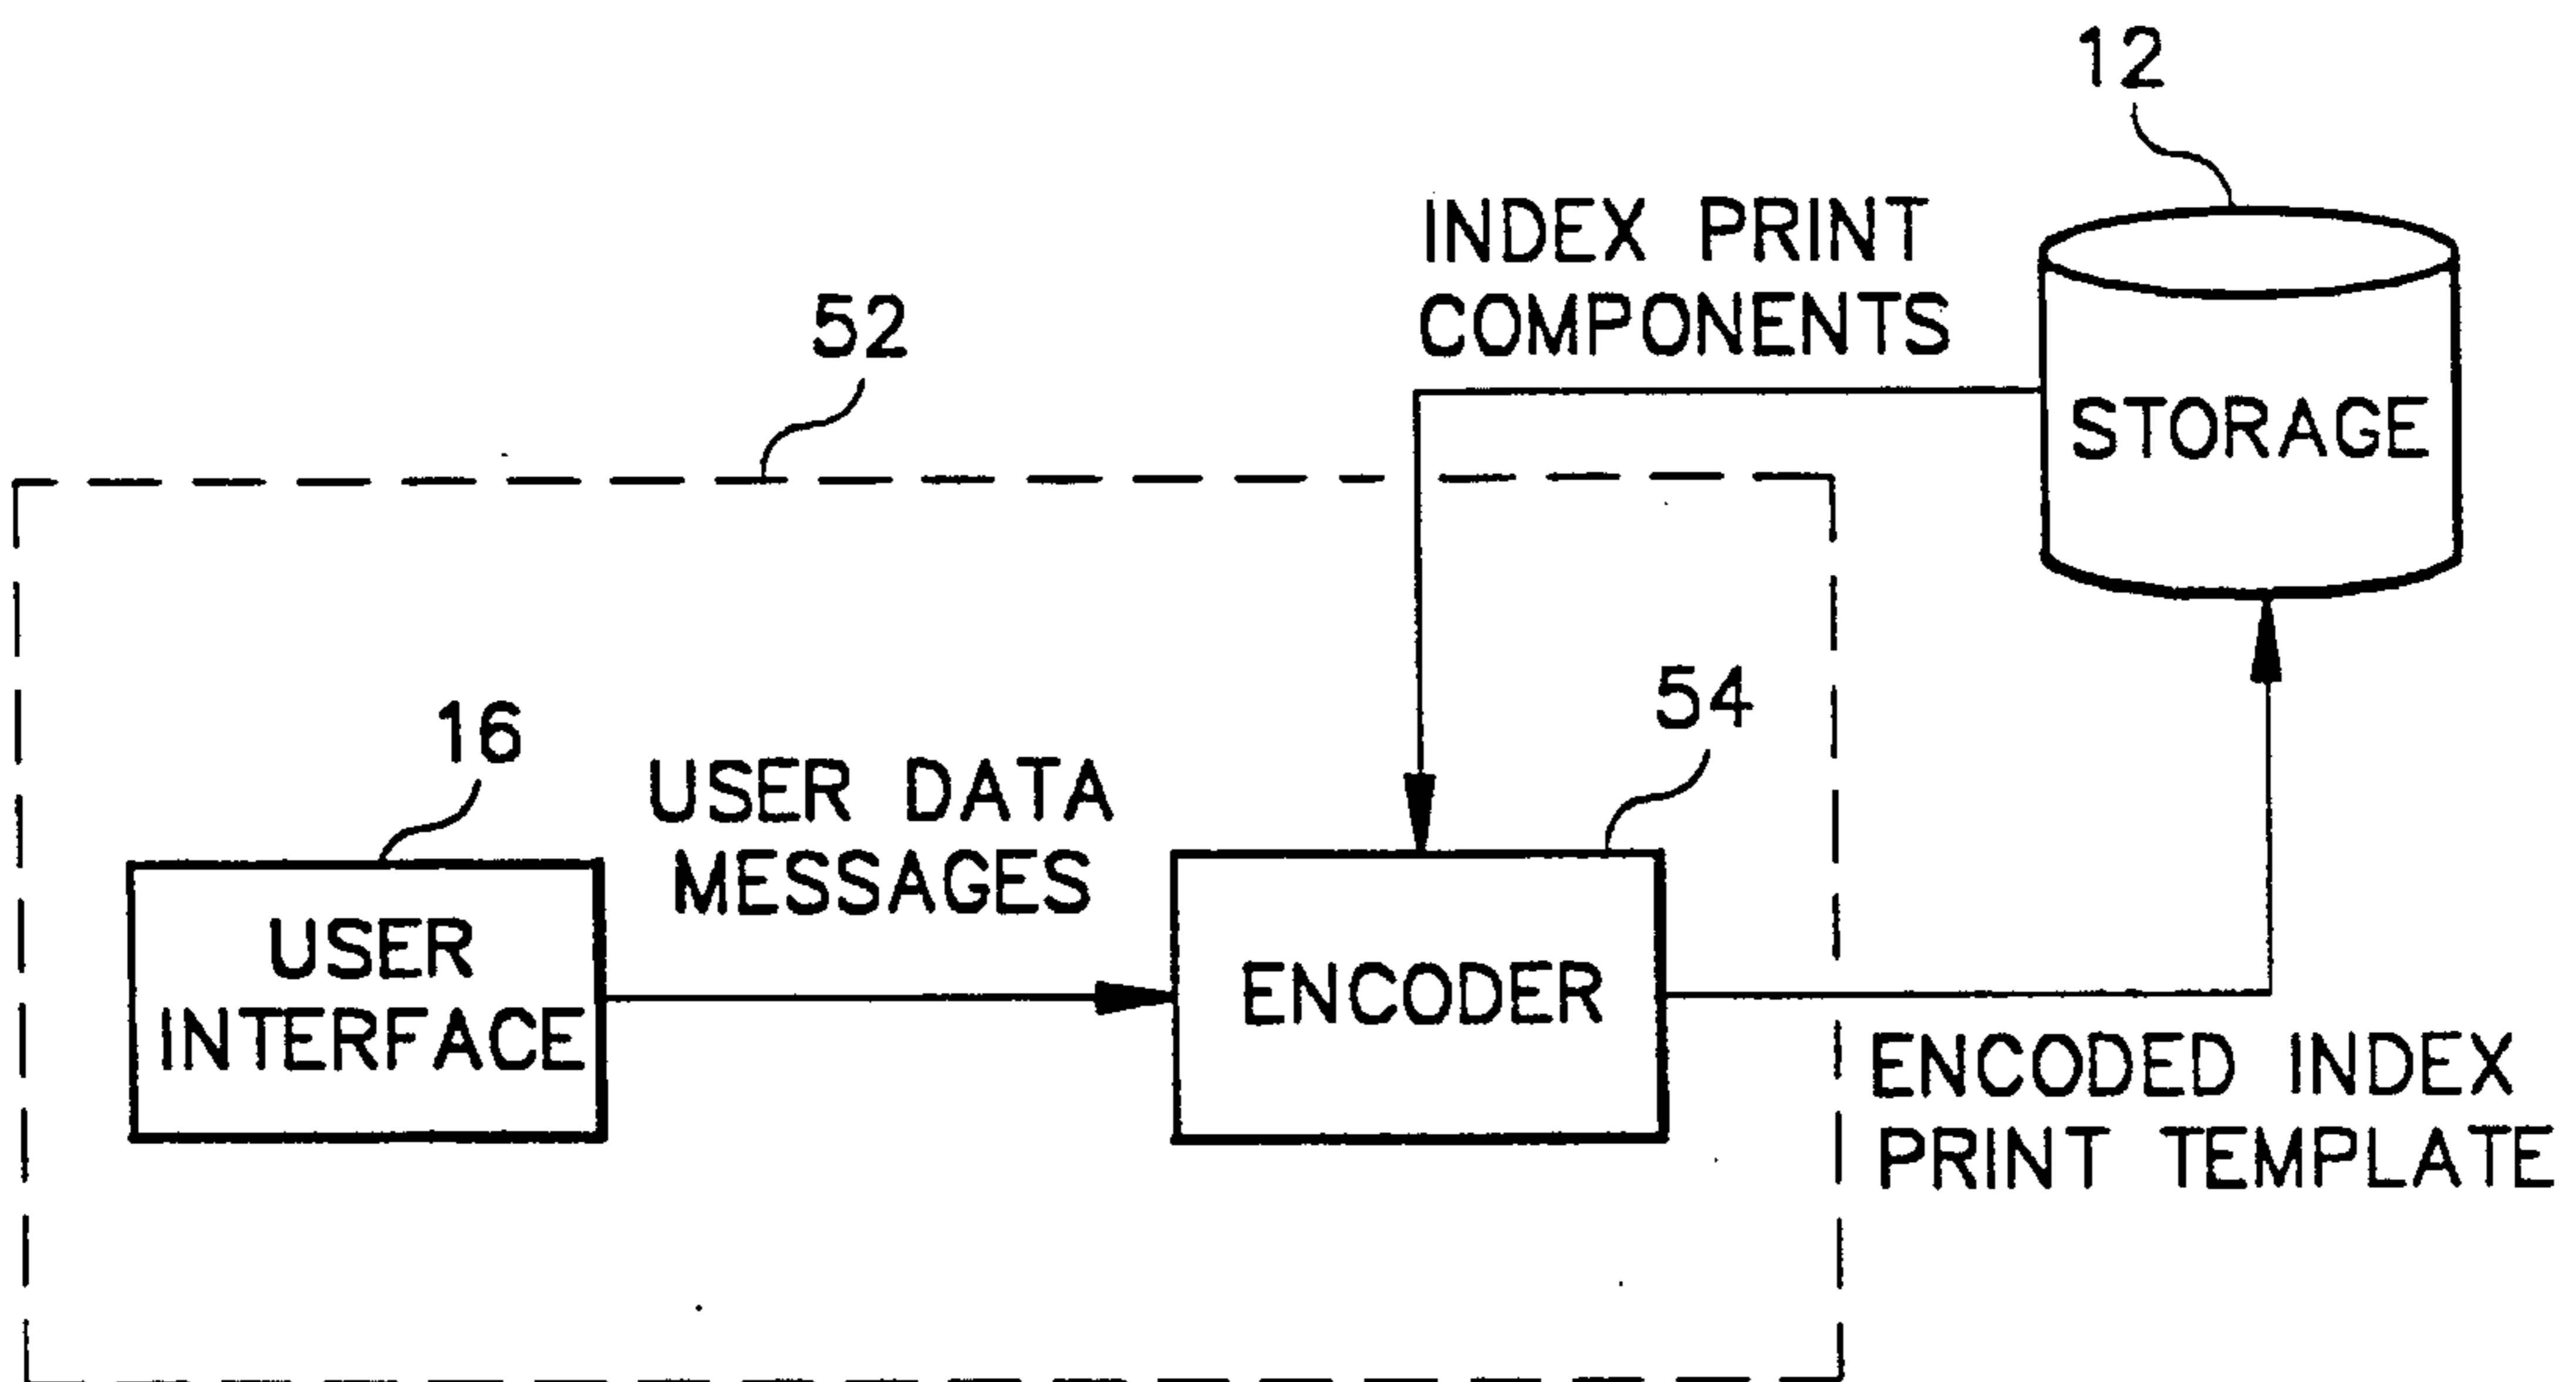 12
INDEX PRINT
COMPONENTS
52
STORAGE
54
16
USER DATA
MESSAGES
USER
INTERFACE
ENCODER
ENCODED INDEX
PRINT TEMPLATE